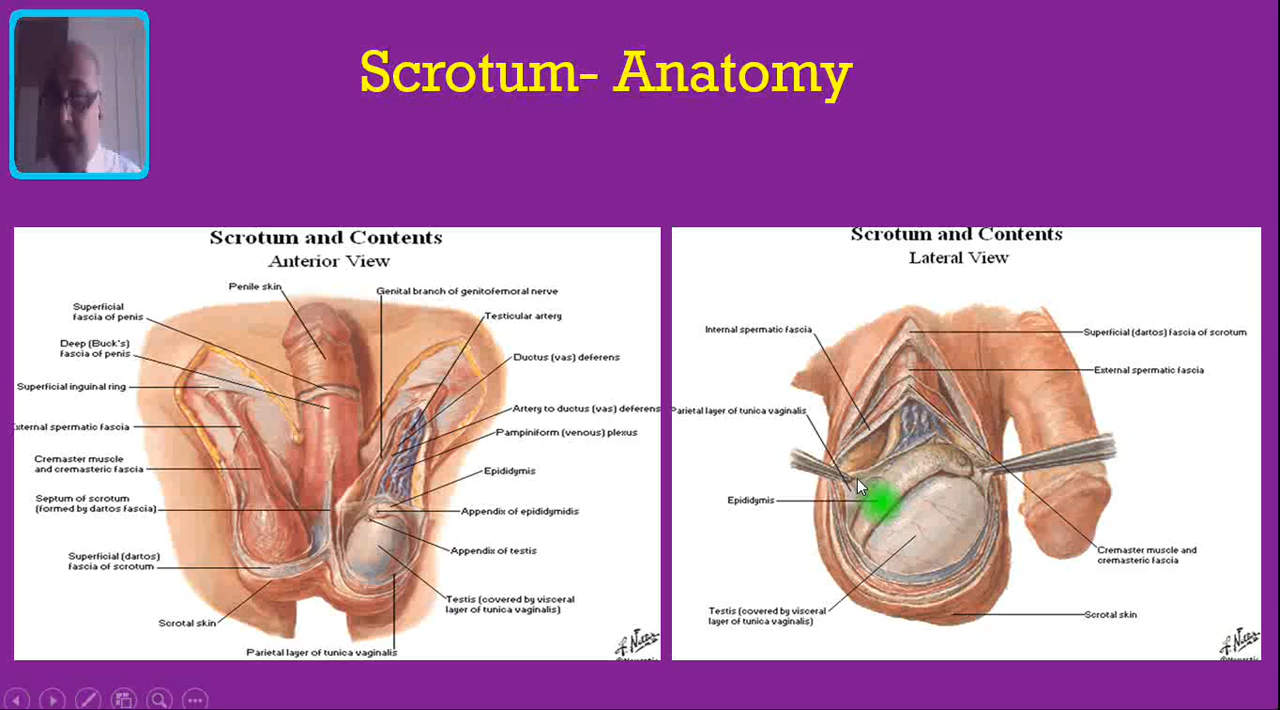 Scrotum- Anatomy
Scrotum and Contents
Anterior View
Penile skin
Genital branch of genitofemoral nerve
Superficial
fascia of penis
Testicular artery
Deep (Buck's)
fascia of penis
Ductus (vas) deferens
Superficial inguinal ring
Artery to ductus (vas) deferens
xternal spermatic fascia
Pampiniform (venous) plexus
Cremaster muscle
and cremasteric fascia
Epididymis
Septum of scrotum
(formed by dartos fascia)
Appendix of epididymidis
Appendix of testis
Superficial (dartos)
fascia of scrotum
Testis (covered by visceral
layer of tunica vaginalis)
Scrotal skin
Parietal layer of tunica vaginalis
Scrotum and Contents
Lateral View
Internal spermatic fascia
Superficial (dartos) fascia of scrotum
External spermatic fascia
Parietal layer of tunica vaginalis
Epididymis
Cremaster muscle and
cremasteric fascia
Testis (covered by visceral
layer of tunica vaginalis)
Scrotal skin